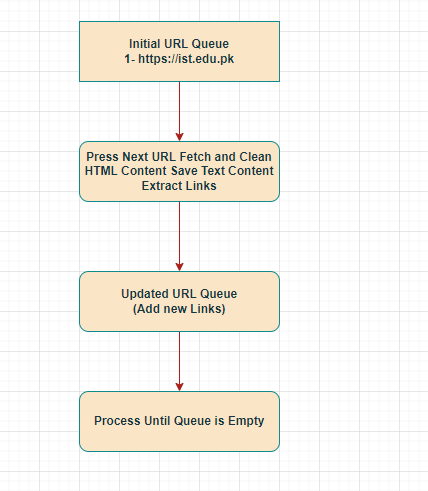 Initial URL Queue
1- https://ist.edu.pk
Press Next URL Fetch and Clean
HTML Content Save Text Content
Extract Links
Updated URL Queue
(Add new Links)
Process Until Queue is Empty